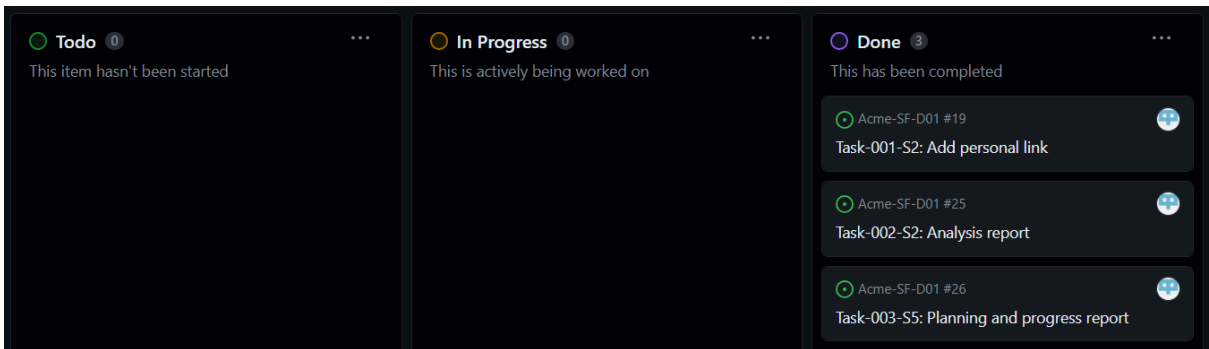 Todo 0
This item hasn't been started
In Progress 0
This is actively being worked on
Done 3
This has been completed
Acme-SF-D01 #19
Task-001-S2: Add personal link
Acme-SF-D01 #25
Task-002-S2: Analysis report
Acme-SF-D01 #26
Task-003-S5: Planning and progress report